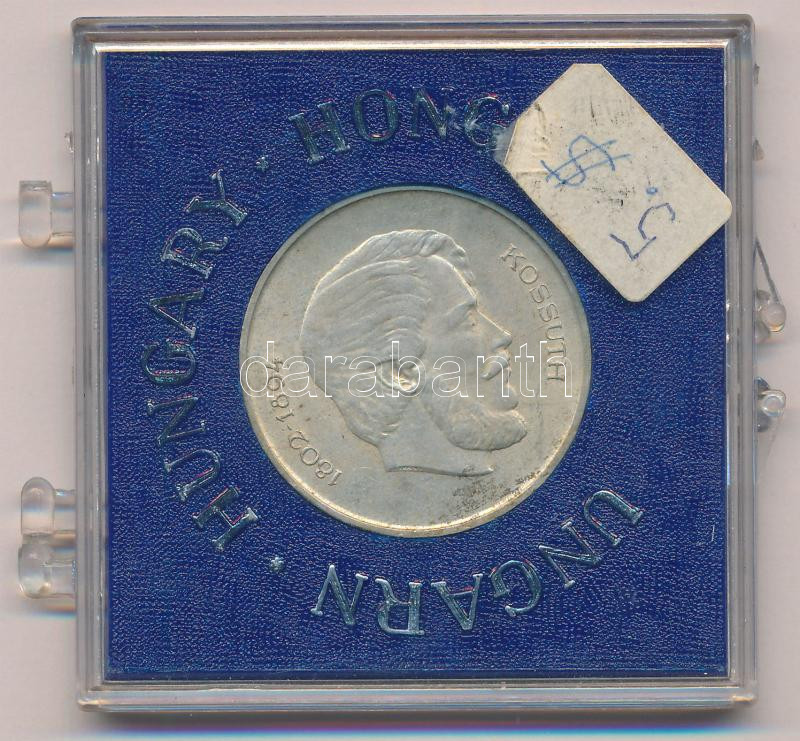 HUNGARY · HONG
UNGARN ·
KOSSUTH
1802-1894
5.
$
darabanth